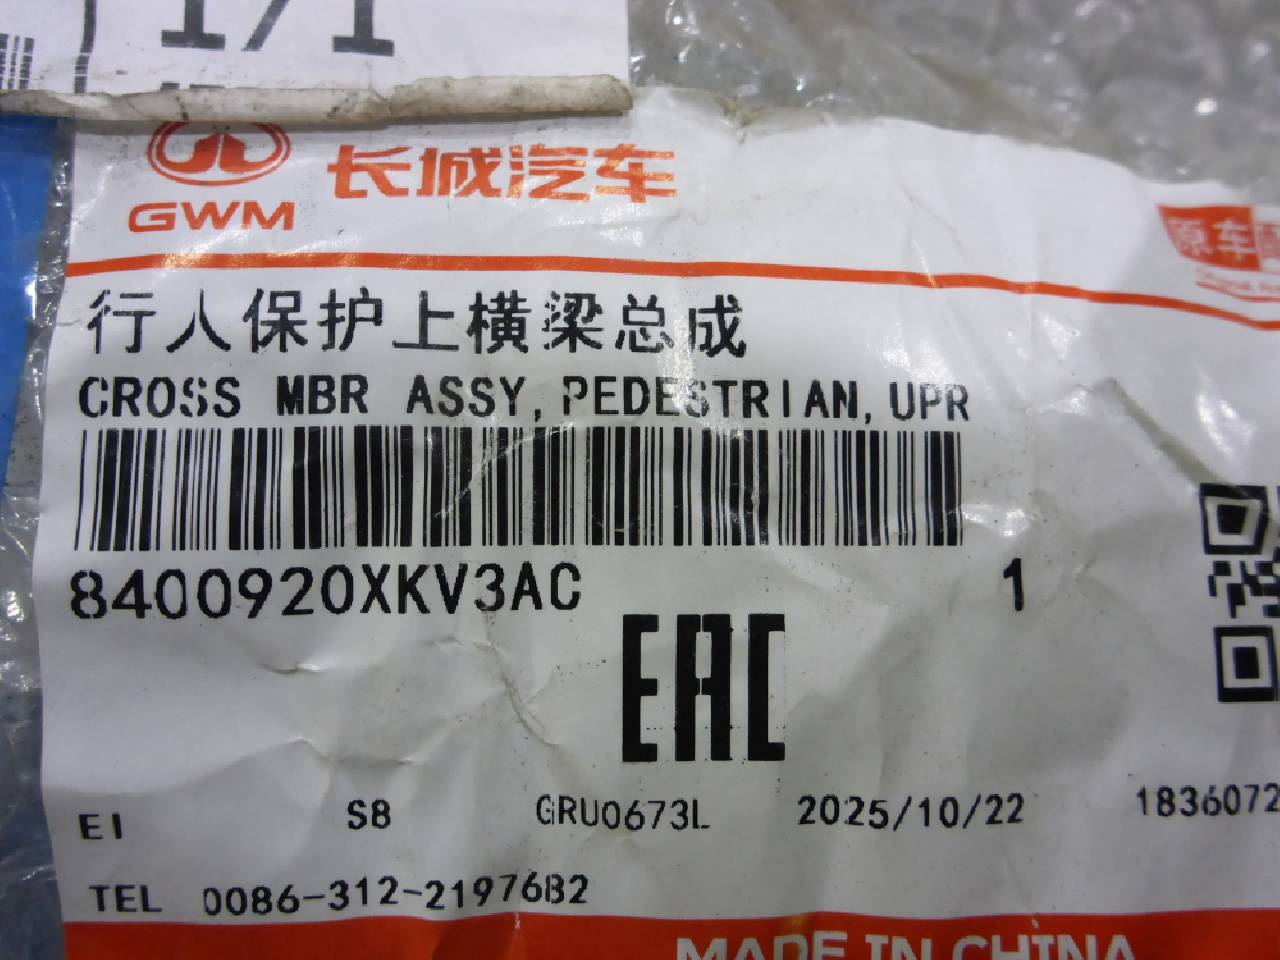 1/1
GWM 长城汽车
原车
行人保护上横梁总成
CROSS MBR ASSY,PEDESTRIAN,UPR
8400920XKV3AC 1
EAC
EI S8 GRU0673L 2025/10/22 1836072
TEL 0086-312-2197682
MADE IN CHINA